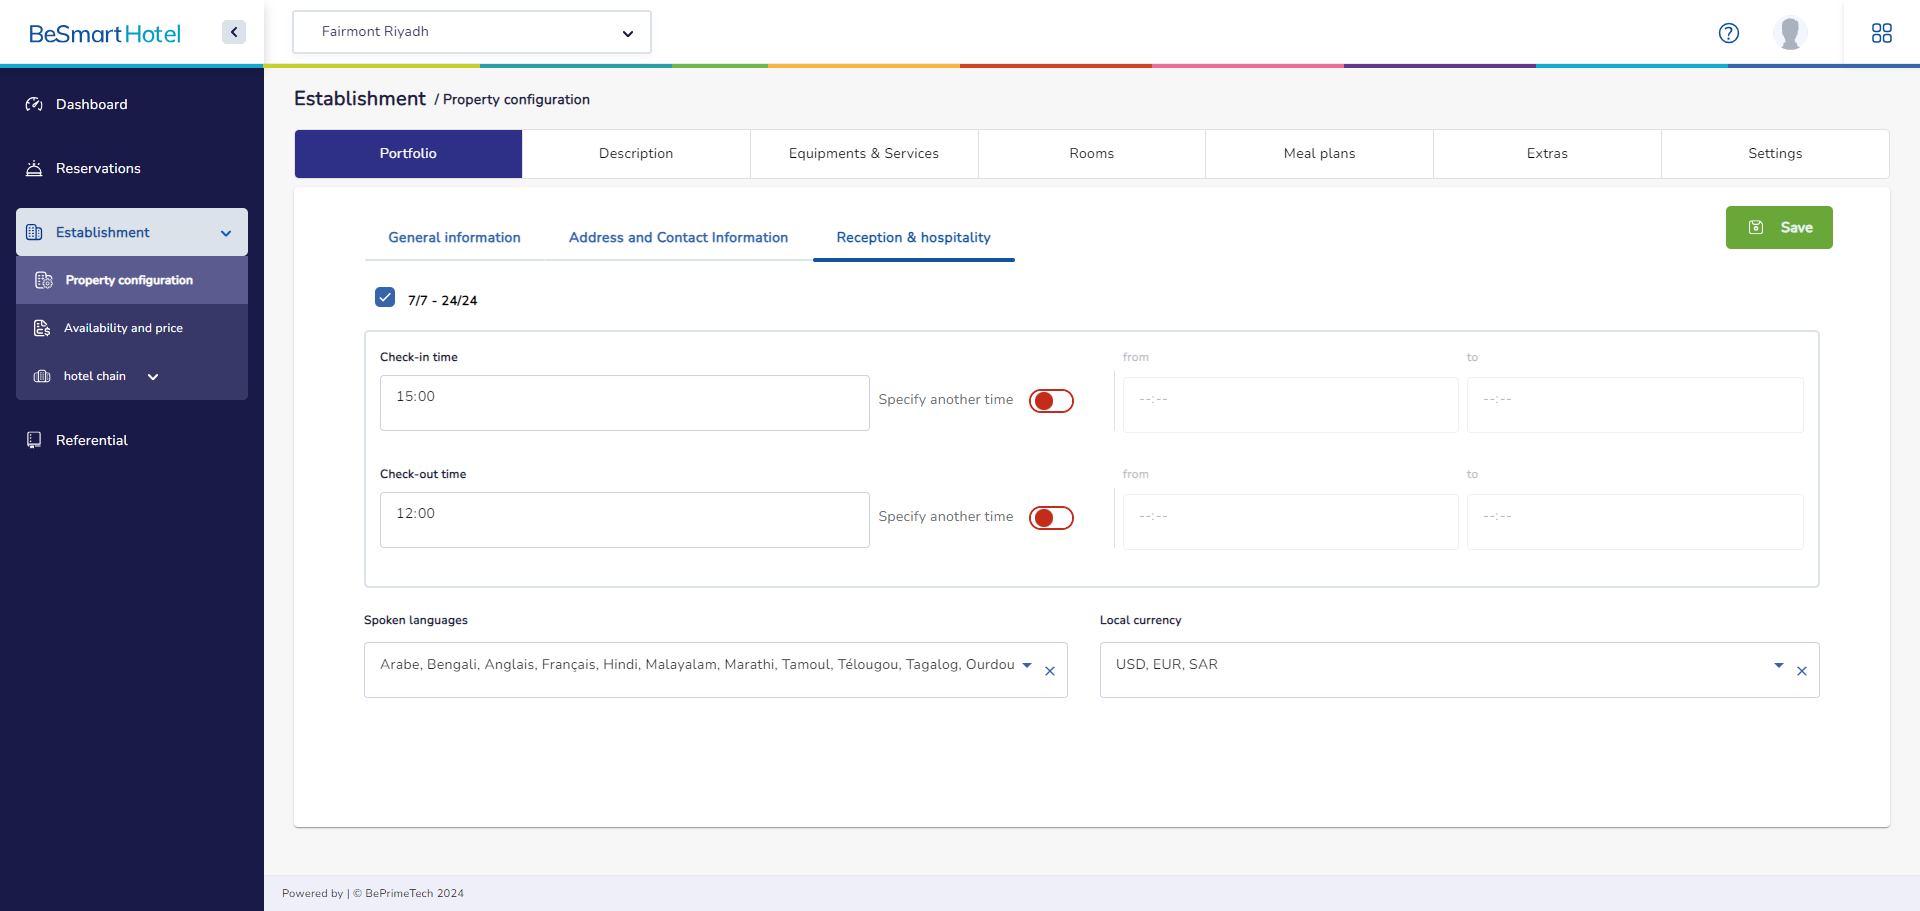 BeSmartHotel
Fairmont Riyadh
Dashboard
Reservations
Establishment
Property configuration
Availability and price
hotel chain
Referential
Establishment / Property configuration
Portfolio
Description
Equipments & Services
Rooms
Meal plans
Extras
Settings
General information
Address and Contact Information
Reception & hospitality
Save
7/7 - 24/24
Check-in time
from
to
15:00
Specify another time
--:--
--:--
Check-out time
from
to
12:00
Specify another time
--:--
--:--
Spoken languages
Local currency
Arabe, Bengali, Anglais, Français, Hindi, Malayalam, Marathi, Tamoul, Télougou, Tagalog, Ourdou
USD, EUR, SAR
Powered by | © BePrimeTech 2024